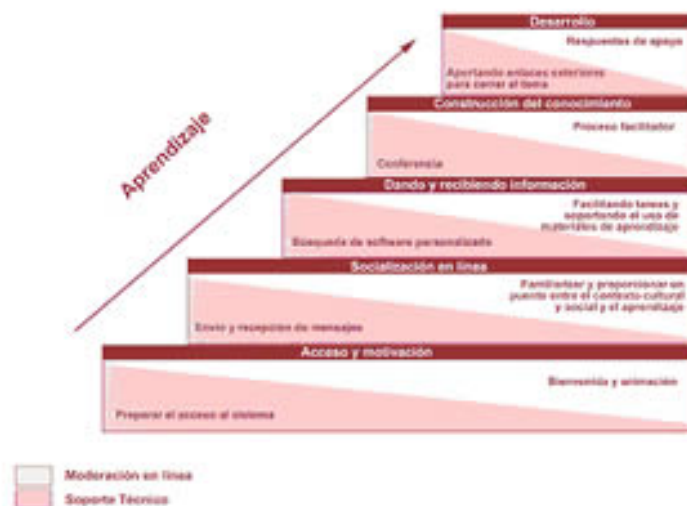 Desarrollo
Respuestas de apoyo
Aportando enlaces exteriores
para cerrar el tema
Construcción del conocimiento
Proceso facilitador
Conferencia
Dando y recibiendo información
Facilitando tareas y
soportando el uso de
materiales de aprendizaje
Búsqueda de software personalizado
Socialización en línea
Familiarizar y proporcionar un
puente entre el contexto cultural
y social y el aprendizaje
Envío y recepción de mensajes
Acceso y motivación
Bienvenida y animación
Preparar el acceso al sistema
Aprendizaje
Moderación en línea
Soporte Técnico